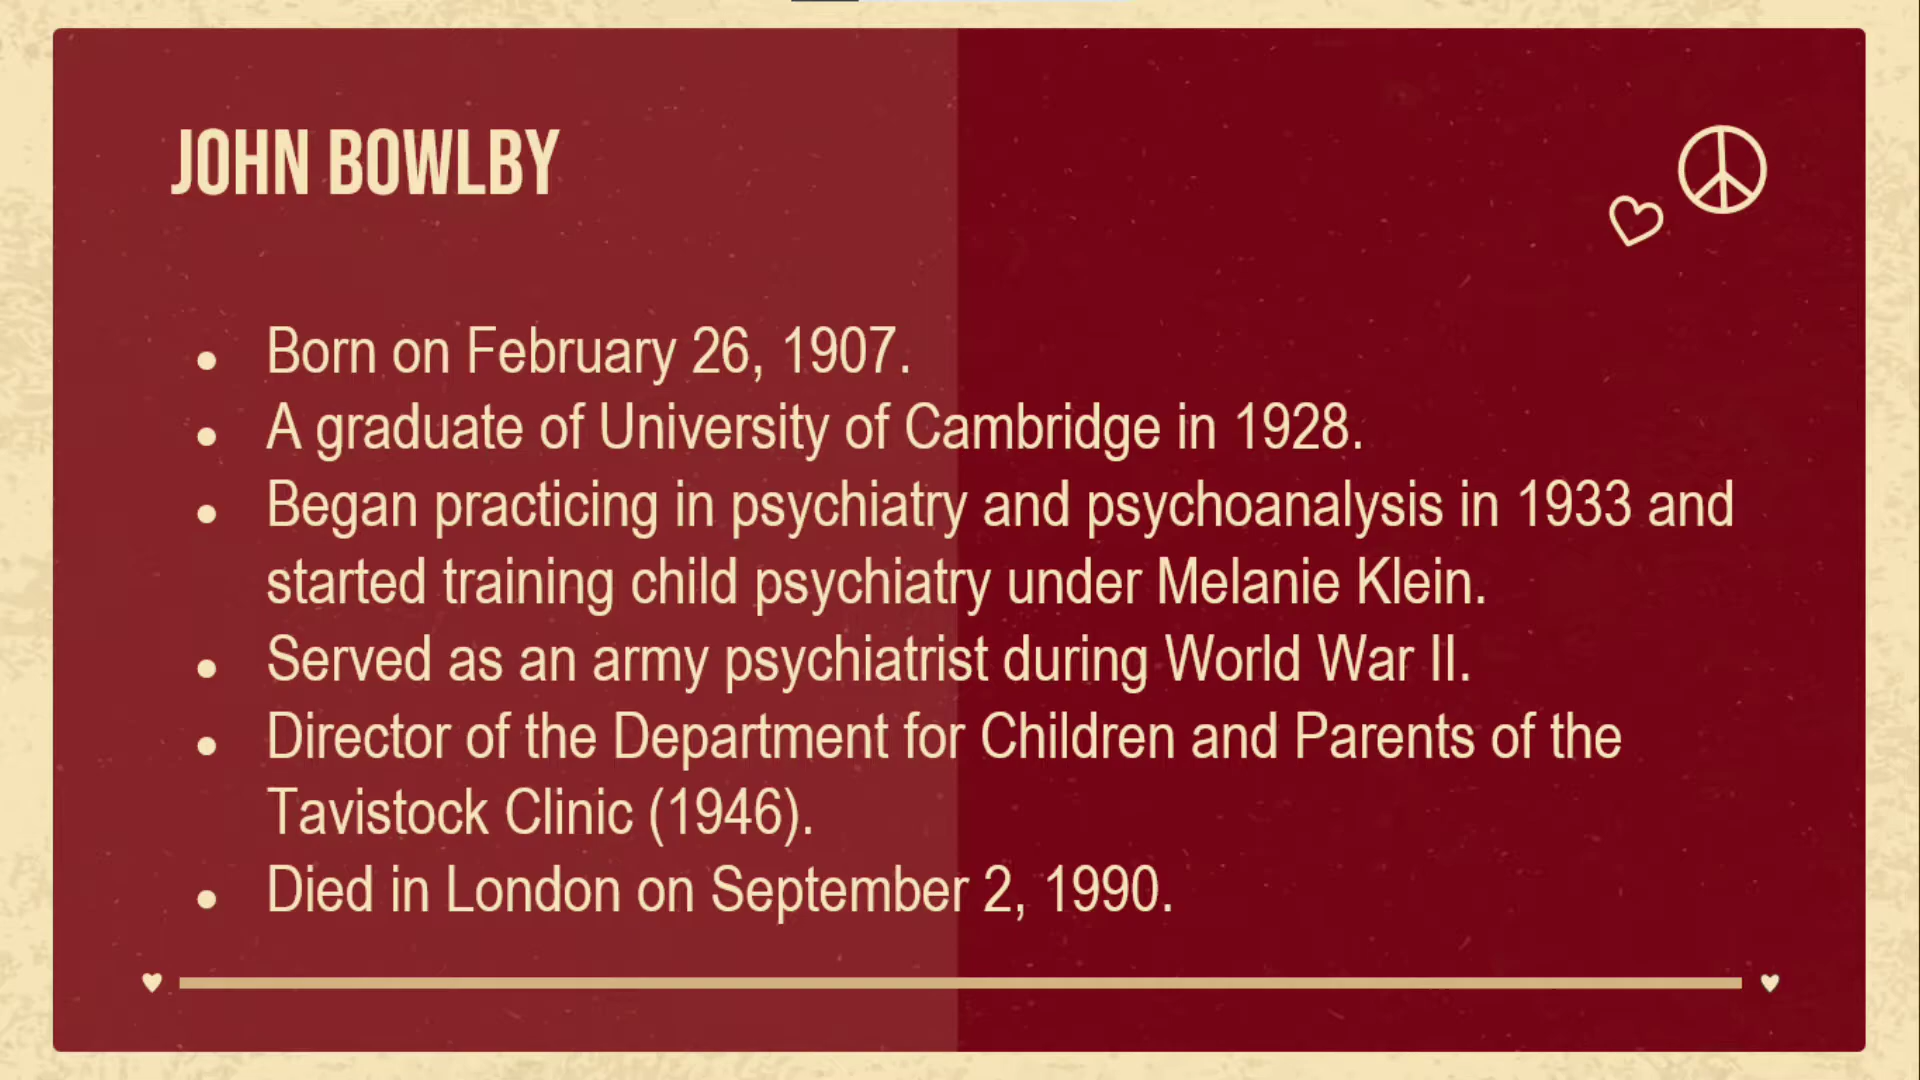 JOHN BOWLBY
● Born on February 26, 1907.
● A graduate of University of Cambridge in 1928.
● Began practicing in psychiatry and psychoanalysis in 1933 and
started training child psychiatry under Melanie Klein.
● Served as an army psychiatrist during World War II.
● Director of the Department for Children and Parents of the
Tavistock Clinic (1946).
● Died in London on September 2, 1990.